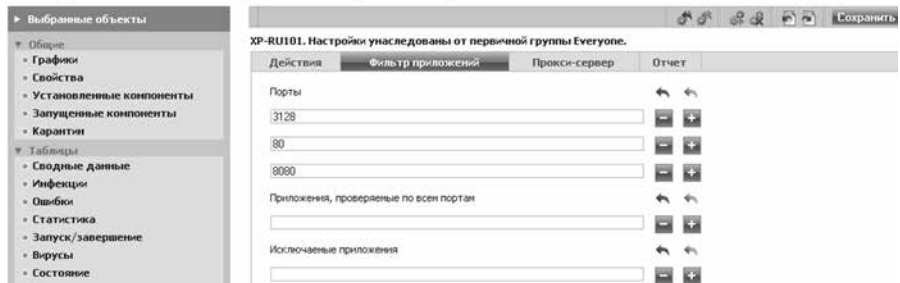 Выбранные объекты
Сохранить
Общие
Графики
Свойства
Установленные компоненты
Запущенные компоненты
Карантин
Таблицы
Сводные данные
Инфекции
Ошибки
Статистика
Запуск/завершение
Вирусы
Состояние
XP-RU101. Настройки унаследованы от первичной группы Everyone.
Действия Фильтр приложений Прокси-сервер Отчет
Порты
3128
80
8080
Приложения, проверяемые по всем портам
Исключаемые приложения